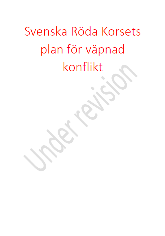 Svenska Röda Korsets
plan för väpnad
konflikt
Under revision